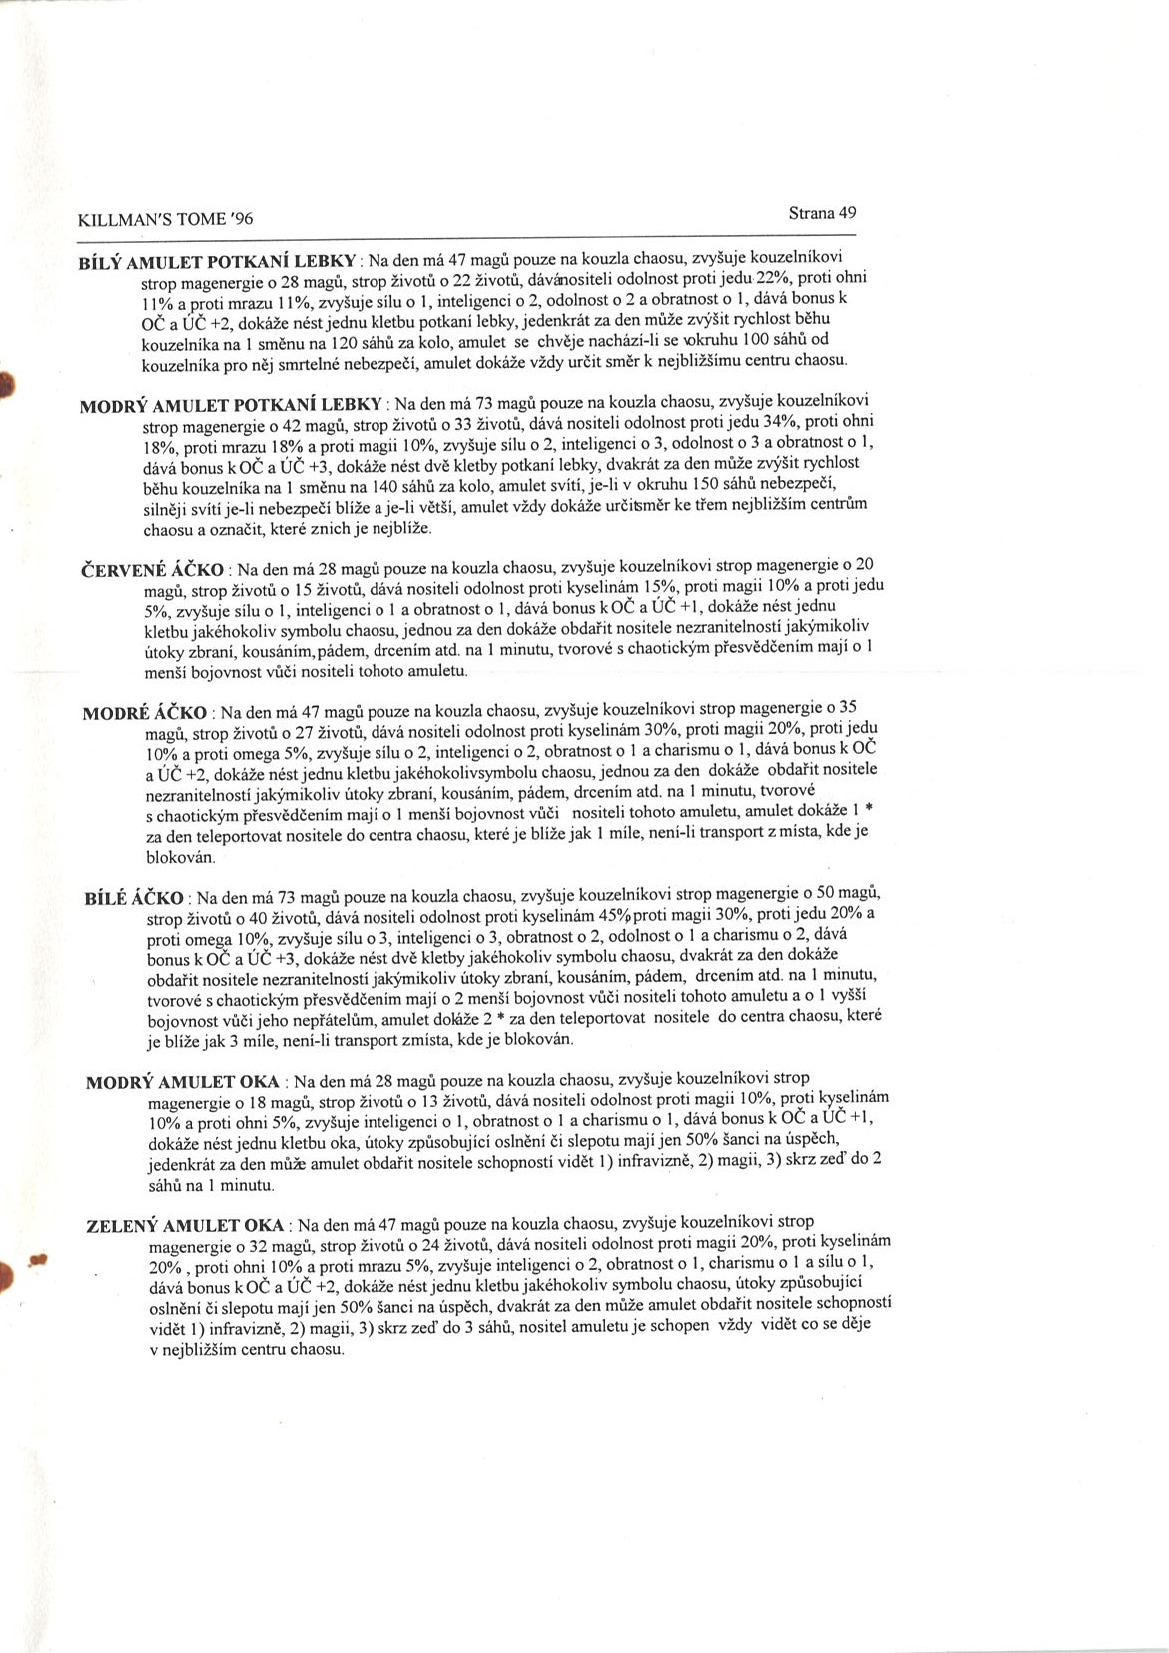 KILLMAN'S TOME '96
Strana 49
BÍLÝ AMULET POTKANÍ LEBKY : Na den má 47 magů pouze na kouzla chaosu, zvyšuje kouzelníkovi
strop magenergie o 28 magů, strop životů o 22 životů, dávánositeli odolnost proti jedu 22%, proti ohni
11% a proti mrazu 11%, zvyšuje sílu o 1, inteligenci o 2, odolnost o 2 a obratnost o 1, dává bonus k
OČ a ÚČ +2, dokáže nést jednu kletbu potkaní lebky, jedenkrát za den může zvýšit rychlost běhu
kouzelníka na 1 směnu na 120 sáhů za kolo, amulet se chvěje nachází-li se vokruhu 100 sáhů od
kouzelníka pro něj smrtelné nebezpečí, amulet dokáže vždy určit směr k nejbližšímu centru chaosu.
MODRÝ AMULET POTKANÍ LEBKY : Na den má 73 magů pouze na kouzla chaosu, zvyšuje kouzelníkovi
strop magenergie o 42 magů, strop životů o 33 životů, dává nositeli odolnost proti jedu 34%, proti ohni
18%, proti mrazu 18% a proti magii 10%, zvyšuje sílu o 2, inteligenci o 3, odolnost o 3 a obratnost o 1,
dává bonus k OČ a ÚČ +3, dokáže nést dvě kletby potkaní lebky, dvakrát za den může zvýšit rychlost
běhu kouzelníka na 1 směnu na 140 sáhů za kolo, amulet svítí, je-li v okruhu 150 sáhů nebezpečí,
silněji svítí je-li nebezpečí blíže a je-li větší, amulet vždy dokáže určitsměr ke třem nejbližším centrům
chaosu a označit, které znich je nejblíže.
ČERVENÉ ÁČKO : Na den má 28 magů pouze na kouzla chaosu, zvyšuje kouzelníkovi strop magenergie o 20
magů, strop životů o 15 životů, dává nositeli odolnost proti kyselinám 15%, proti magii 10% a proti jedu
5%, zvyšuje sílu o 1, inteligenci o 1 a obratnost o 1, dává bonus k OČ a ÚČ +1, dokáže nést jednu
kletbu jakéhokoliv symbolu chaosu, jednou za den dokáže obdařit nositele nezranitelností jakýmikoliv
útoky zbraní, kousáním, pádem, drcením atd. na 1 minutu, tvorové s chaotickým přesvědčením mají o 1
menší bojovnost vůči nositeli tohoto amuletu.
MODRÉ ÁČKO : Na den má 47 magů pouze na kouzla chaosu, zvyšuje kouzelníkovi strop magenergie o 35
magů, strop životů o 27 životů, dává nositeli odolnost proti kyselinám 30%, proti magii 20%, proti jedu
10% a proti omega 5%, zvyšuje sílu o 2, inteligenci o 2, obratnost o 1 a charismu o 1, dává bonus k OČ
a ÚČ +2, dokáže nést jednu kletbu jakéhokolivsymbolu chaosu, jednou za den dokáže obdařit nositele
nezranitelností jakýmikoliv útoky zbraní, kousáním, pádem, drcením atd. na 1 minutu, tvorové
s chaotickým přesvědčením mají o 1 menší bojovnost vůči nositeli tohoto amuletu, amulet dokáže 1 *
za den teleportovat nositele do centra chaosu, které je blíže jak 1 míle, není-li transport z místa, kde je
blokován.
BÍLÉ ÁČKO : Na den má 73 magů pouze na kouzla chaosu, zvyšuje kouzelníkovi strop magenergie o 50 magů,
strop životů o 40 životů, dává nositeli odolnost proti kyselinám 45%,proti magii 30%, proti jedu 20% a
proti omega 10%, zvyšuje sílu o 3, inteligenci o 3, obratnost o 2, odolnost o 1 a charismu o 2, dává
bonus k OČ a ÚČ +3, dokáže nést dvě kletby jakéhokoliv symbolu chaosu, dvakrát za den dokáže
obdařit nositele nezranitelností jakýmikoliv útoky zbraní, kousáním, pádem, drcením atd. na 1 minutu,
tvorové s chaotickým přesvědčením mají o 2 menší bojovnost vůči nositeli tohoto amuletu a o 1 vyšší
bojovnost vůči jeho nepřátelům, amulet dokáže 2 * za den teleportovat nositele do centra chaosu, které
je blíže jak 3 míle, není-li transport zmísta, kde je blokován.
MODRÝ AMULET OKA : Na den má 28 magů pouze na kouzla chaosu, zvyšuje kouzelníkovi strop
magenergie o 18 magů, strop životů o 13 životů, dává nositeli odolnost proti magii 10%, proti kyselinám
10% a proti ohni 5%, zvyšuje inteligenci o 1, obratnost o 1 a charismu o 1, dává bonus k OČ a ÚČ +1,
dokáže nést jednu kletbu oka, útoky způsobující oslnění či slepotu mají jen 50% šanci na úspěch,
jedenkrát za den může amulet obdařit nositele schopností vidět 1) infravizně, 2) magii, 3) skrz zeď do 2
sáhů na 1 minutu.
ZELENÝ AMULET OKA : Na den má 47 magů pouze na kouzla chaosu, zvyšuje kouzelníkovi strop
magenergie o 32 magů, strop životů o 24 životů, dává nositeli odolnost proti magii 20%, proti kyselinám
20% , proti ohni 10% a proti mrazu 5%, zvyšuje inteligenci o 2, obratnost o 1, charismu o 1 a sílu o 1,
dává bonus k OČ a ÚČ +2, dokáže nést jednu kletbu jakéhokoliv symbolu chaosu, útoky způsobující
oslnění či slepotu mají jen 50% šanci na úspěch, dvakrát za den může amulet obdařit nositele schopností
vidět 1) infravizně, 2) magii, 3) skrz zeď do 3 sáhů, nositel amuletu je schopen vždy vidět co se děje
v nejbližším centru chaosu.